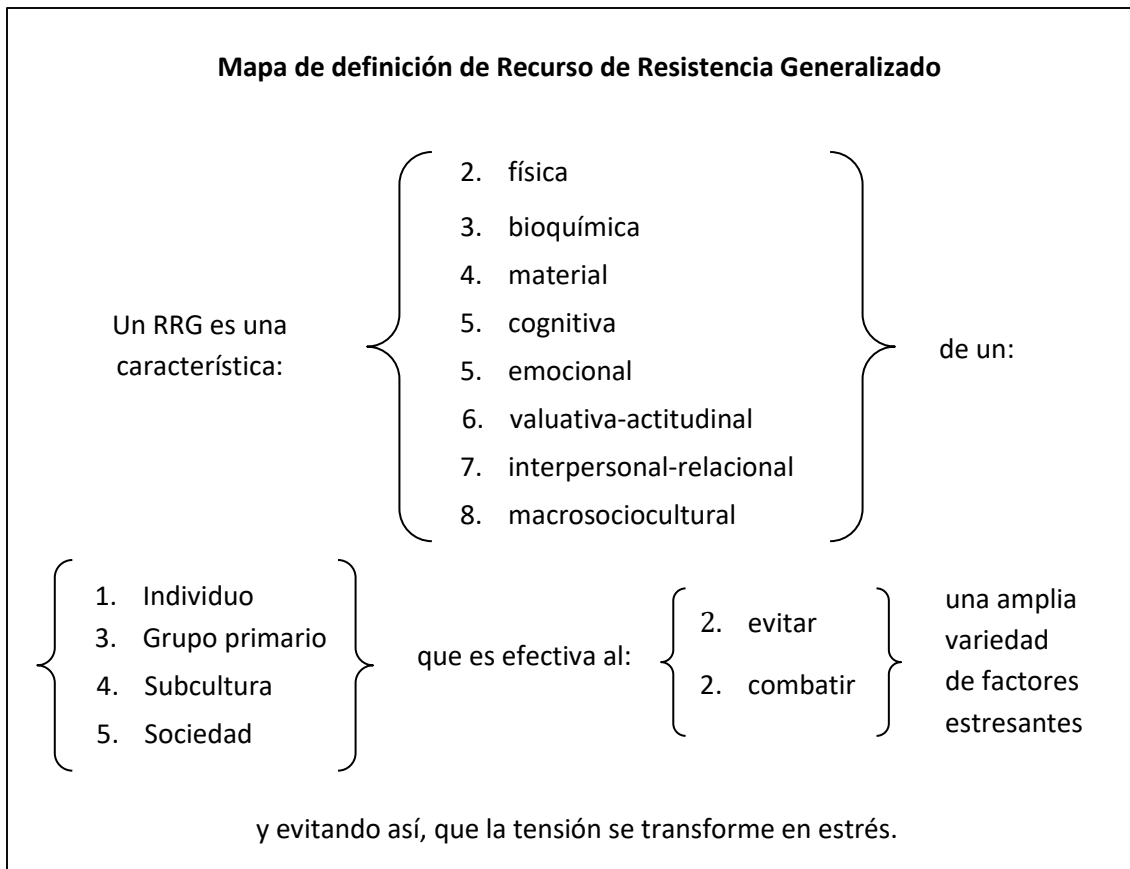 Mapa de definición de Recurso de Resistencia Generalizado
Un RRG es una
característica:
2. física
3. bioquímica
4. material
5. cognitiva
5. emocional
6. valuativa-actitudinal
7. interpersonal-relacional
8. macrosociocultural
de un:
1. Individuo
3. Grupo primario
4. Subcultura
5. Sociedad
que es efectiva al:
2. evitar
2. combatir
una amplia
variedad
de factores
estresantes
y evitando así, que la tensión se transforme en estrés.